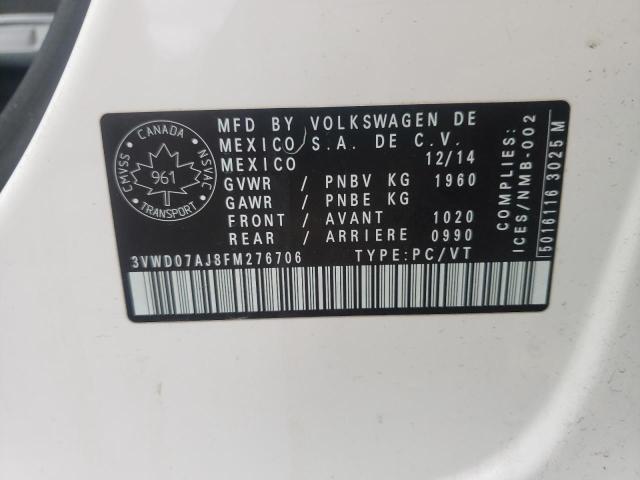 CANADA
CMVSS
NSVAC
961
TRANSPORT
MFD BY VOLKSWAGEN DE
MEXICO S.A. DE C.V.
MEXICO 12/14
GVWR / PNBV KG 1960
GAWR / PNBE KG
FRONT / AVANT 1020
REAR / ARRIERE 0990
3VWD07AJ8FM276706 TYPE:PC/VT
COMPLIES:
ICES/NMB-002
5016116 3025 M